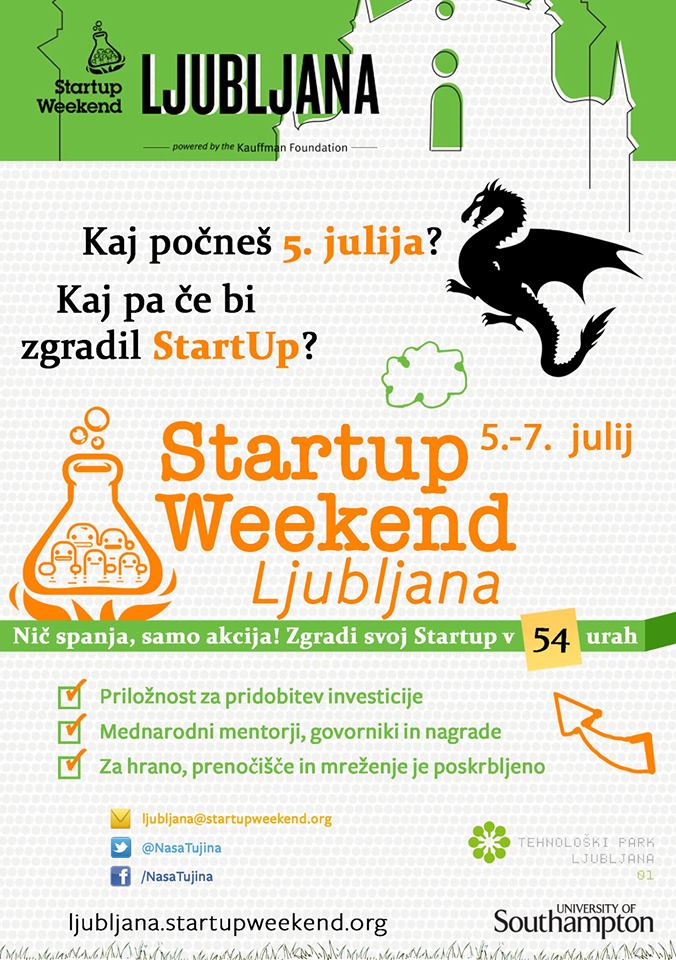 Startup
Weekend
LJUBLJANA
powered by the Kauffman Foundation
Kaj počneš 5. julija?
Kaj pa če bi
zgradil StartUp?
Startup 5.-7. julij
Weekend
Ljubljana
Nič spanja, samo akcija! Zgradi svoj Startup v 54 urah
Priložnost za pridobitev investicije
Mednarodni mentorji, govorniki in nagrade
Za hrano, prenočišče in mreženje je poskrbljeno
ljubljana@startupweekend.org
@NasaTujina
/NasaTujina
TEHNOLOŠKI PARK
LJUBLJANA
01
ljubljana.startupweekend.org
UNIVERSITY OF
Southampton